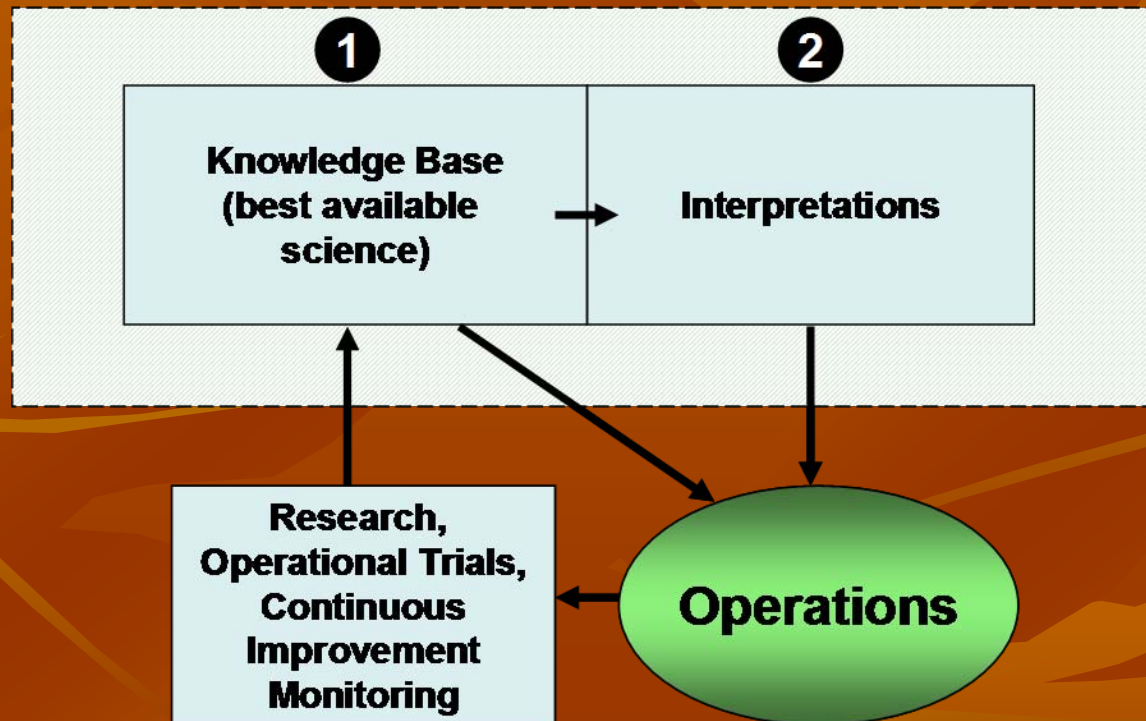 1
2
Knowledge Base
(best available
science)
Interpretations
Research,
Operational Trials,
Continuous
Improvement
Monitoring
Operations